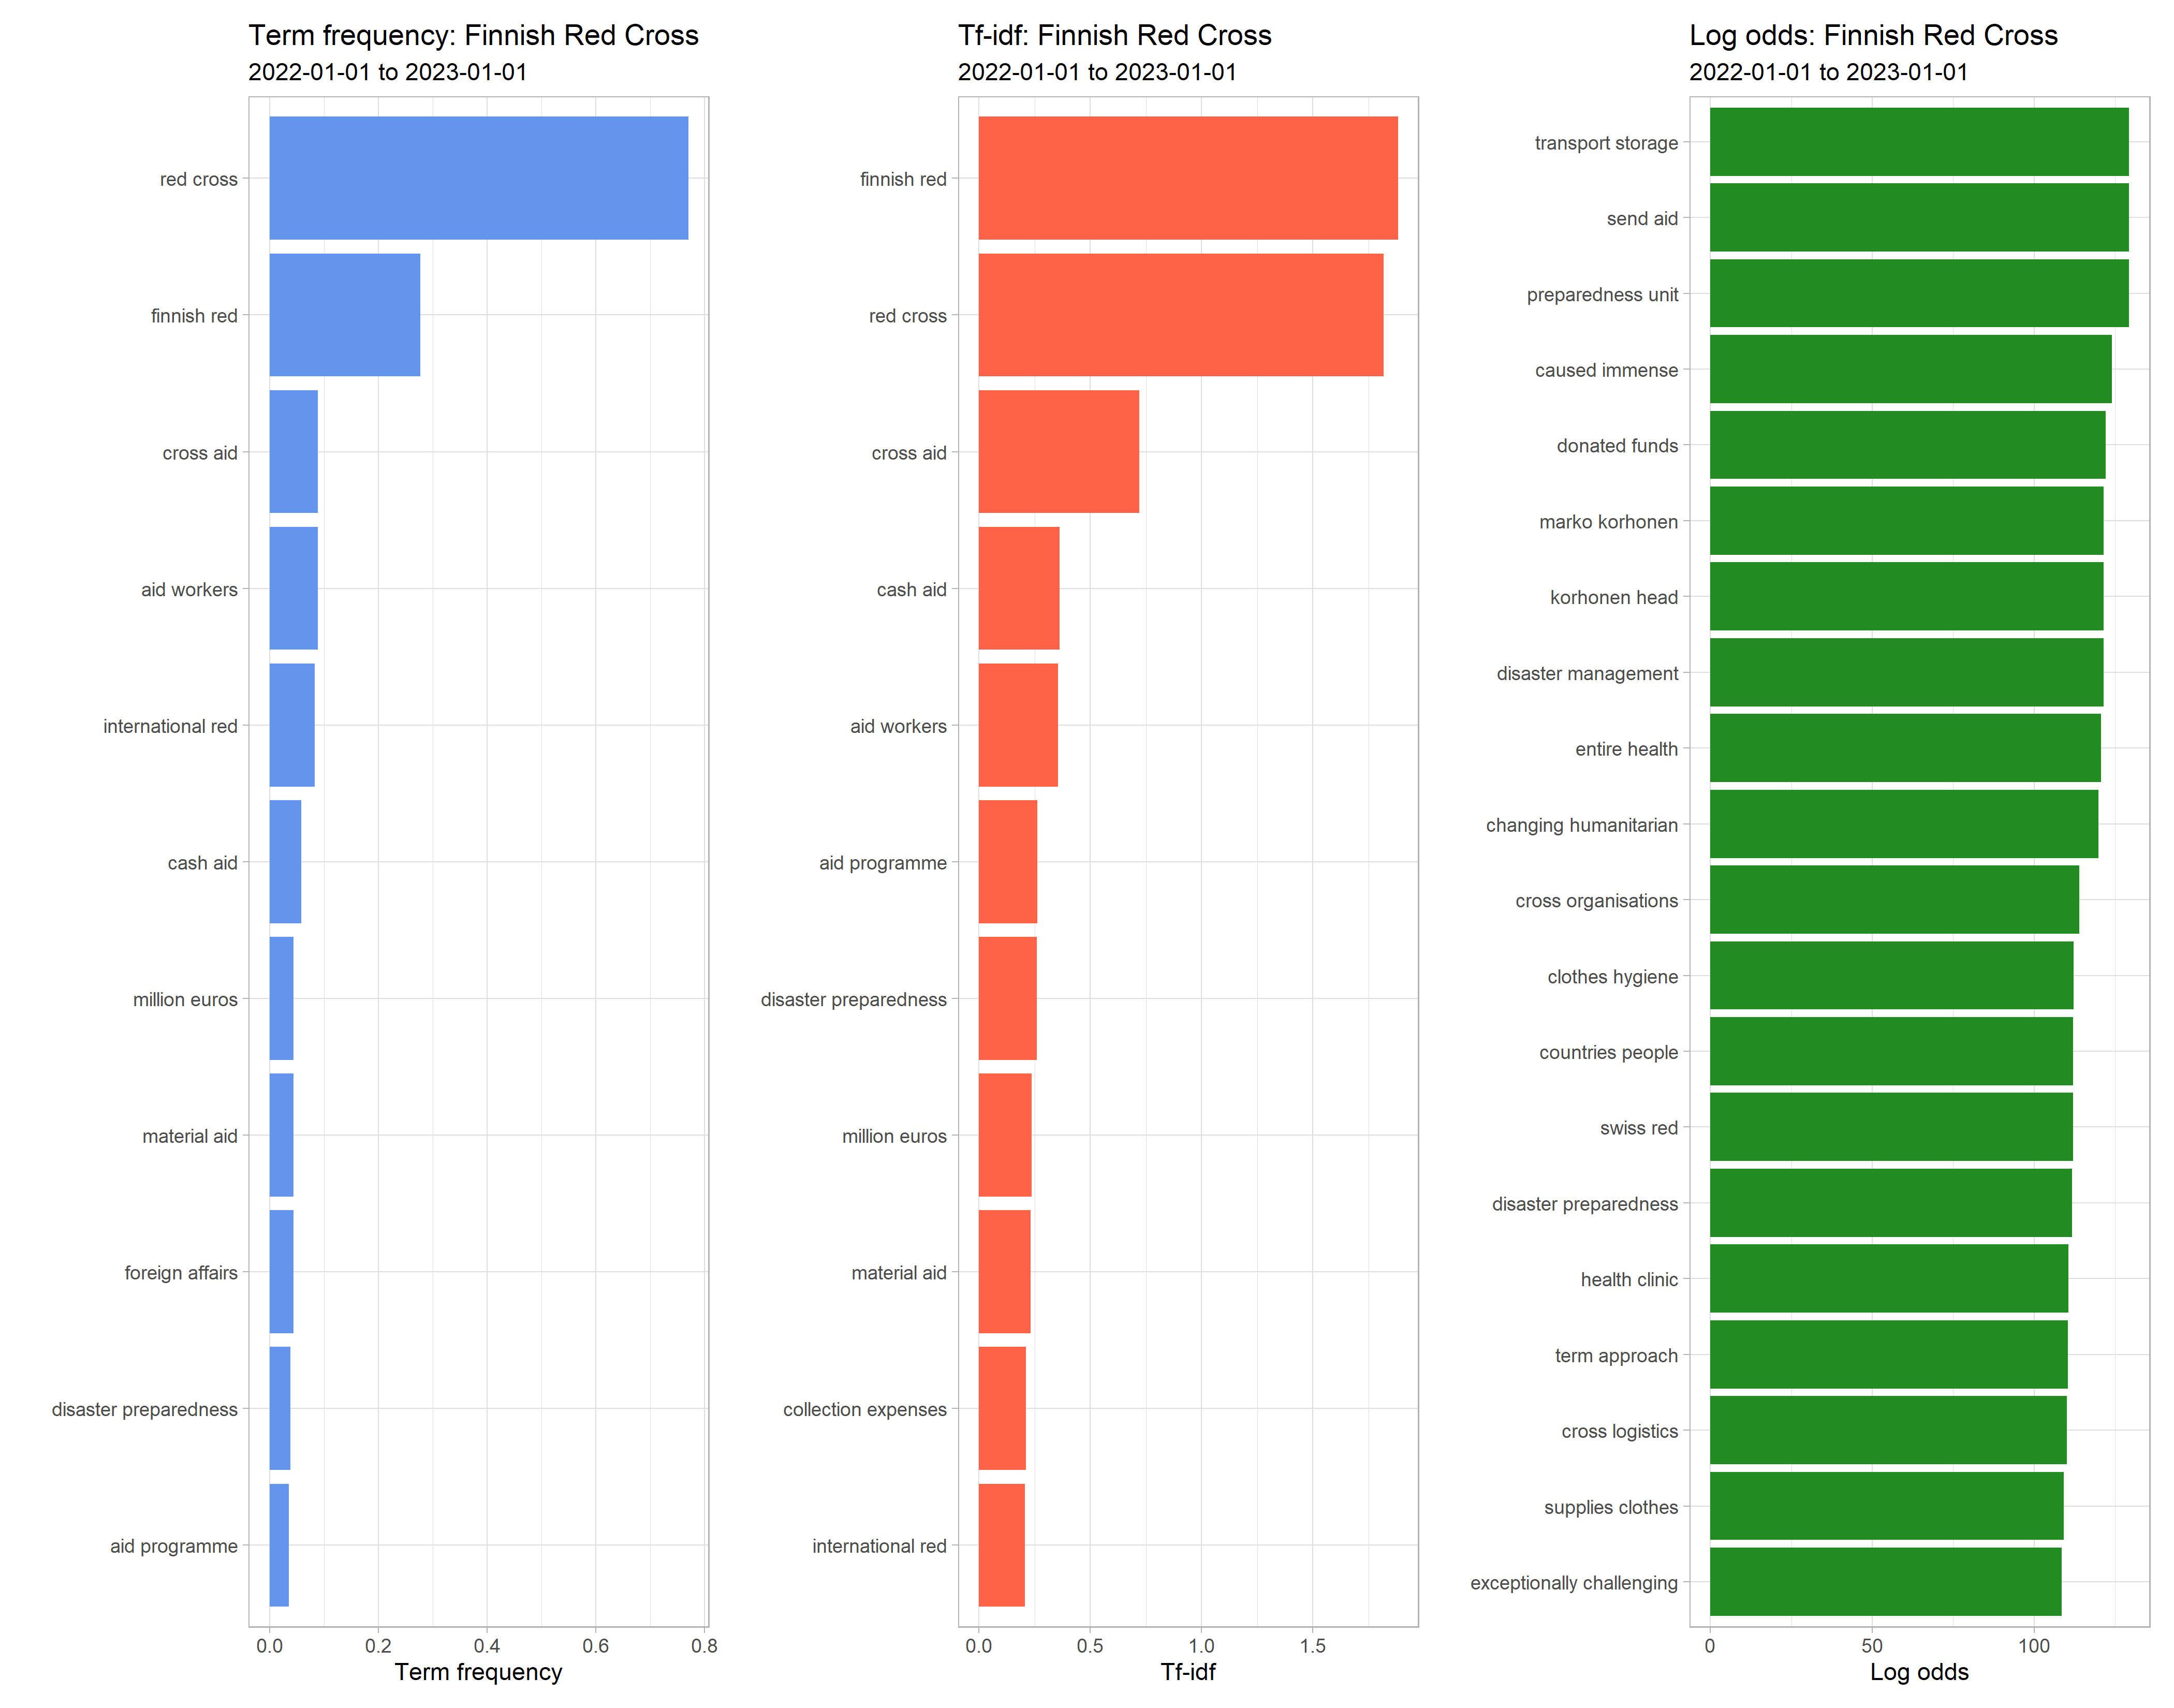 Term frequency: Finnish Red Cross
2022-01-01 to 2023-01-01
red cross
finnish red
cross aid
aid workers
international red
cash aid
million euros
material aid
foreign affairs
disaster preparedness
aid programme
0.0 0.2 0.4 0.6 0.8
Term frequency
Tf-idf: Finnish Red Cross
2022-01-01 to 2023-01-01
finnish red
red cross
cross aid
cash aid
aid workers
aid programme
disaster preparedness
million euros
material aid
collection expenses
international red
0.0 0.5 1.0 1.5
Tf-idf
Log odds: Finnish Red Cross
2022-01-01 to 2023-01-01
transport storage
send aid
preparedness unit
caused immense
donated funds
marko korhonen
korhonen head
disaster management
entire health
changing humanitarian
cross organisations
clothes hygiene
countries people
swiss red
disaster preparedness
health clinic
term approach
cross logistics
supplies clothes
exceptionally challenging
0 50 100
Log odds